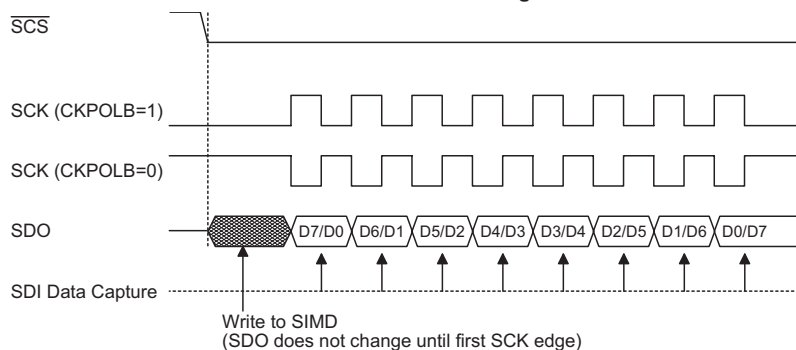 SCS
SCK (CKPOLB=1)
SCK (CKPOLB=0)
SDO
D7/D0 D6/D1 D5/D2 D4/D3 D3/D4 D2/D5 D1/D6 D0/D7
SDI Data Capture
Write to SIMD
(SDO does not change until first SCK edge)